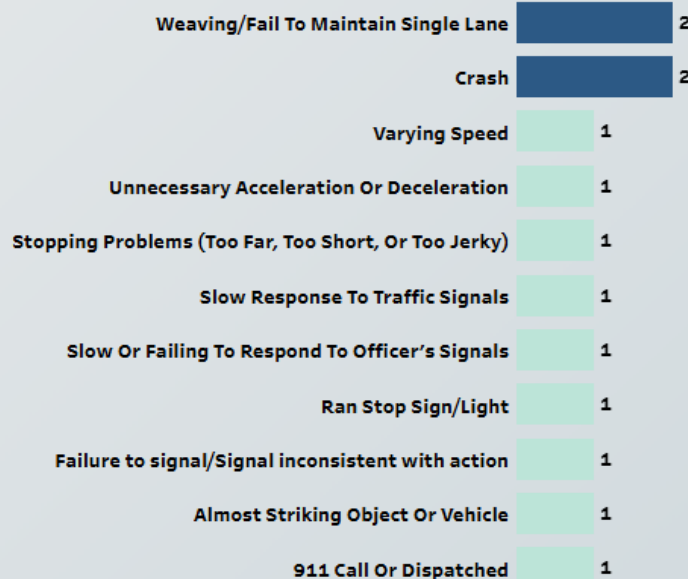 Weaving/Fail To Maintain Single Lane 2
Crash 2
Varying Speed 1
Unnecessary Acceleration Or Deceleration 1
Stopping Problems (Too Far, Too Short, Or Too Jerky) 1
Slow Response To Traffic Signals 1
Slow Or Failing To Respond To Officer’s Signals 1
Ran Stop Sign/Light 1
Failure to signal/Signal inconsistent with action 1
Almost Striking Object Or Vehicle 1
911 Call Or Dispatched 1